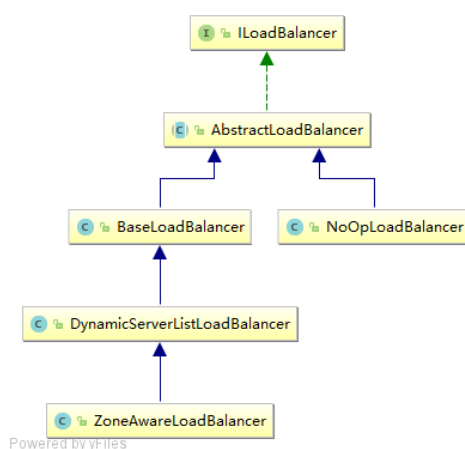 I ILoadBalancer
C AbstractLoadBalancer
C BaseLoadBalancer
C NoOpLoadBalancer
C DynamicServerListLoadBalancer
C ZoneAwareLoadBalancer
Powered by yFiles